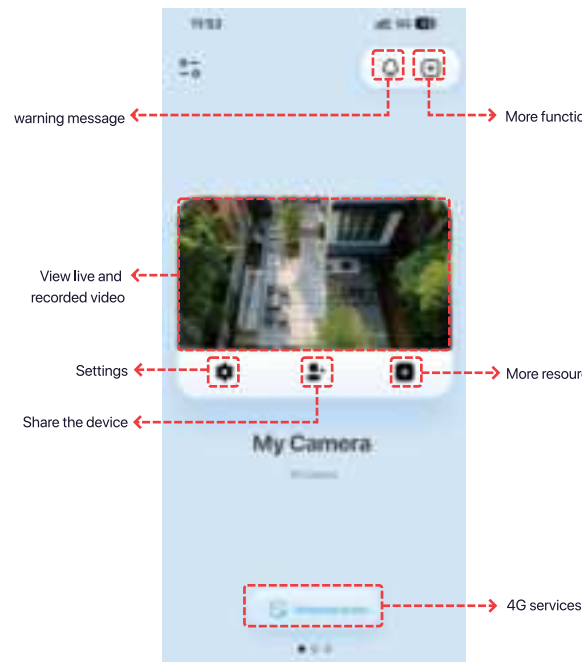 11:53
warning message
More functio
View live and
recorded video
Settings
More resour
Share the device
My Camera
4G services